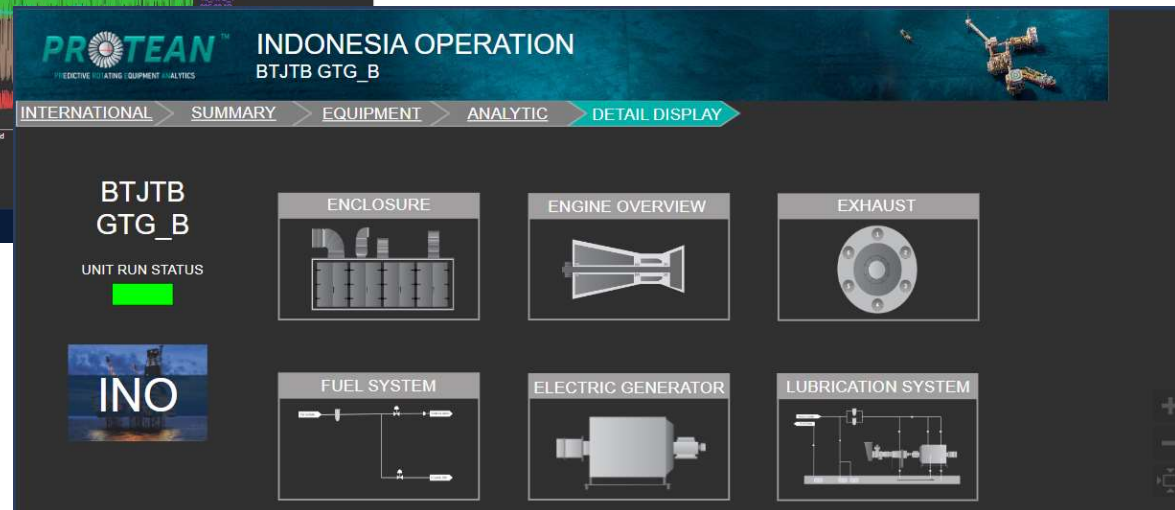 PROTEAN™
PREDICTIVE ROTATING EQUIPMENT ANALYTICS
INDONESIA OPERATION
BTJTB GTG_B
INTERNATIONAL
SUMMARY
EQUIPMENT
ANALYTIC
DETAIL DISPLAY
BTJTB
GTG_B
UNIT RUN STATUS
INO
ENCLOSURE
ENGINE OVERVIEW
EXHAUST
FUEL SYSTEM
ELECTRIC GENERATOR
LUBRICATION SYSTEM